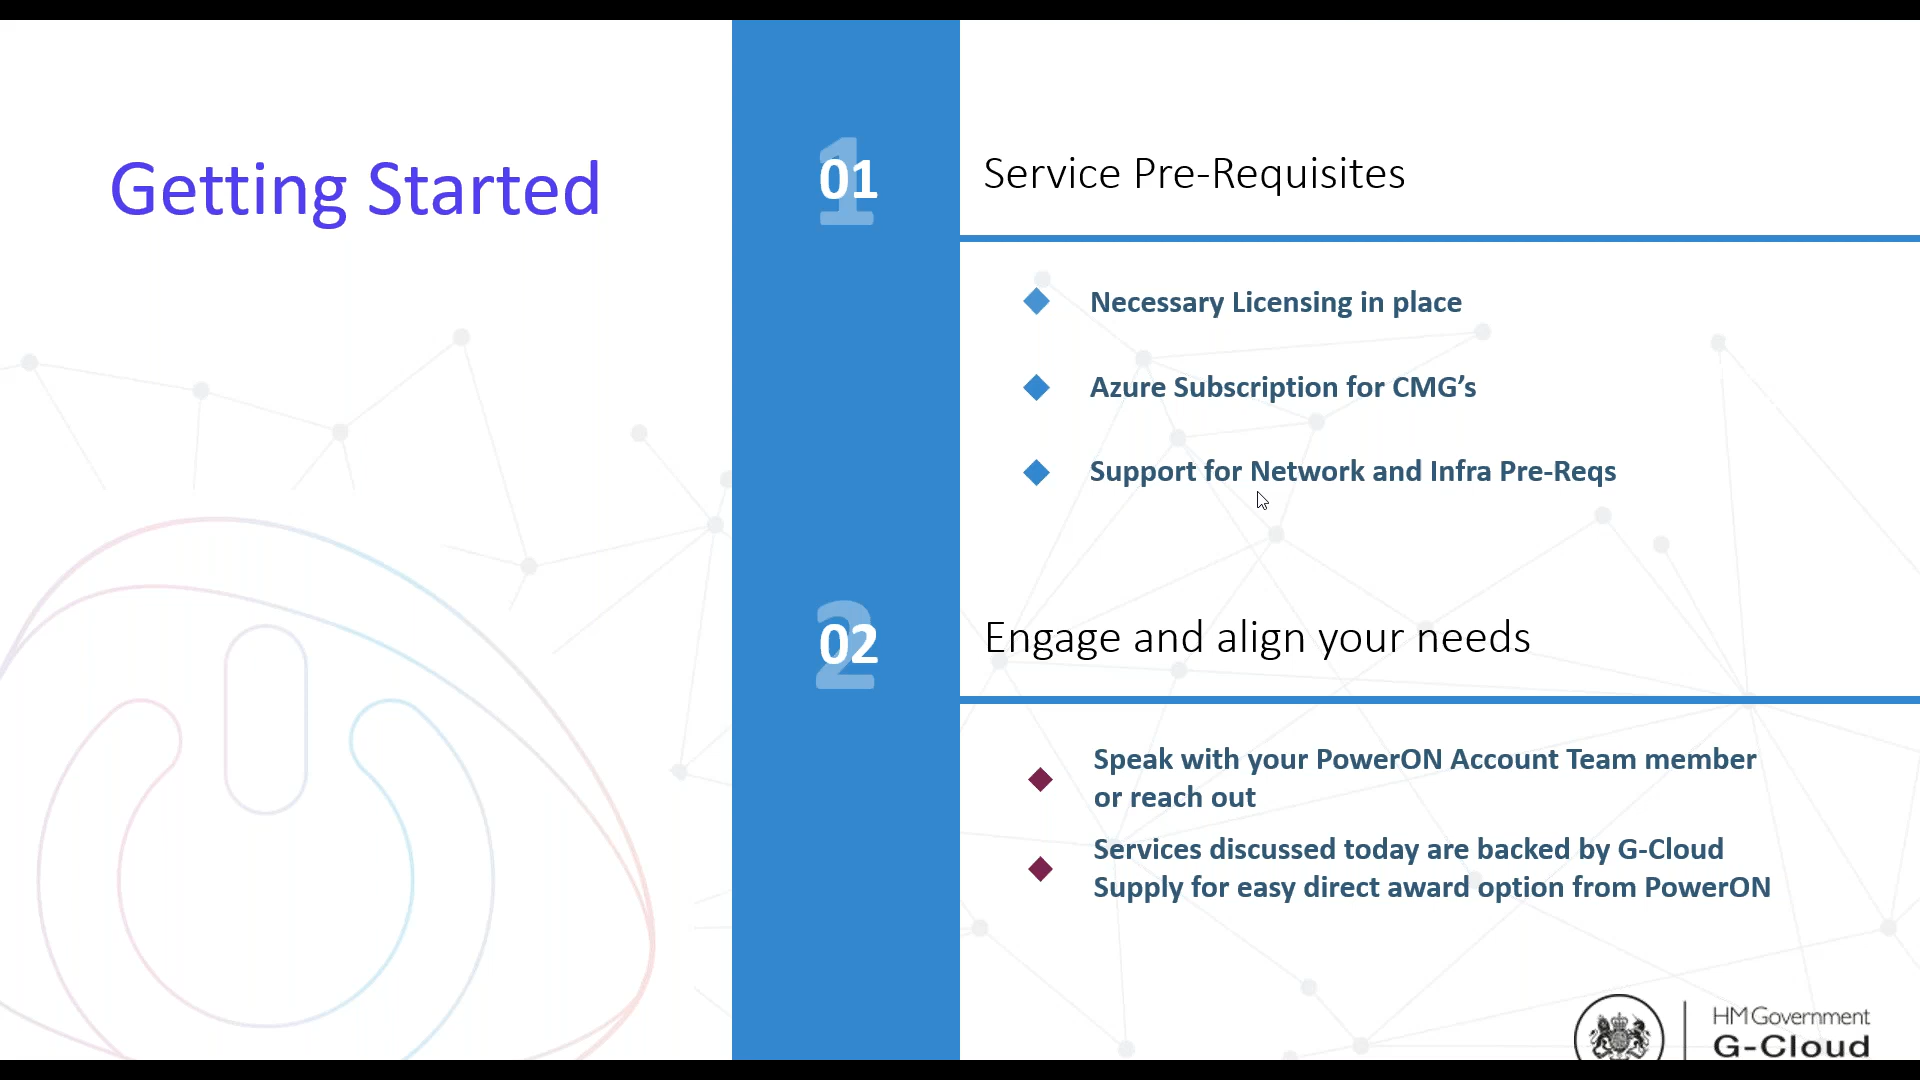 Getting Started
01
Service Pre-Requisites
Necessary Licensing in place
Azure Subscription for CMG’s
Support for Network and Infra Pre-Reqs
02
Engage and align your needs
Speak with your PowerON Account Team member
or reach out
Services discussed today are backed by G-Cloud
Supply for easy direct award option from PowerON
HM Government
G-Cloud